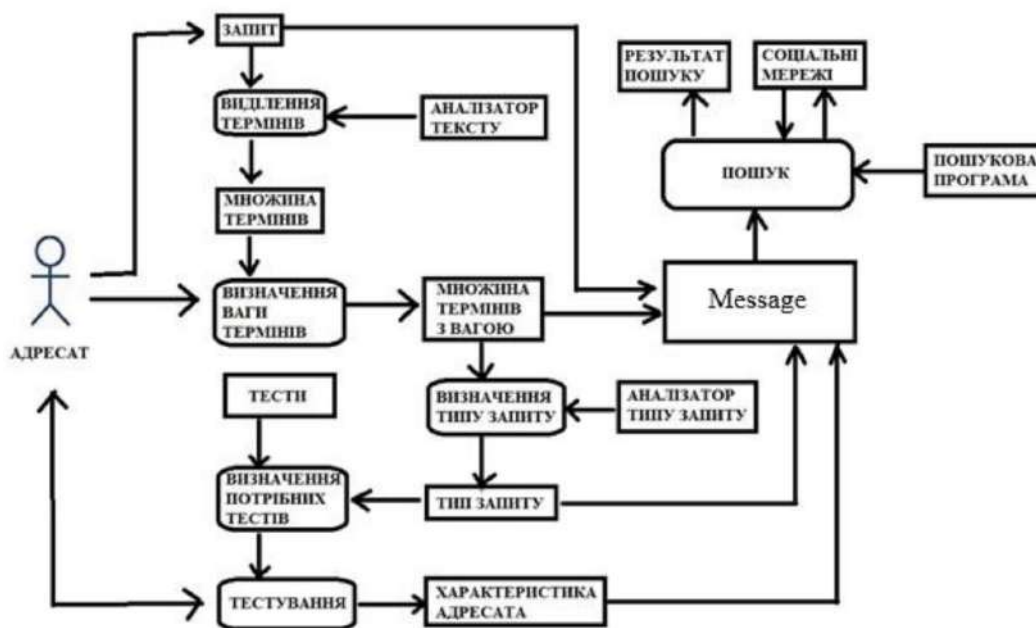 ЗАПИТ
РЕЗУЛЬТАТ
ПОШУКУ
СОЦІАЛЬНІ
МЕРЕЖІ
ВИДІЛЕННЯ
ТЕРМІНІВ
АНАЛІЗАТОР
ТЕКСТУ
ПОШУК
ПОШУКОВА
ПРОГРАМА
МНОЖИНА
ТЕРМІНІВ
ВИЗНАЧЕННЯ
ВАГИ
ТЕРМІНІВ
МНОЖИНА
ТЕРМІНІВ
З ВАГОЮ
Message
АДРЕСАТ
ТЕСТИ
ВИЗНАЧЕННЯ
ТИПУ ЗАПИТУ
АНАЛІЗАТОР
ТИПУ ЗАПИТУ
ВИЗНАЧЕННЯ
ПОТРІБНИХ
ТЕСТІВ
ТИП ЗАПИТУ
ТЕСТУВАННЯ
ХАРАКТЕРИСТИКА
АДРЕСАТА